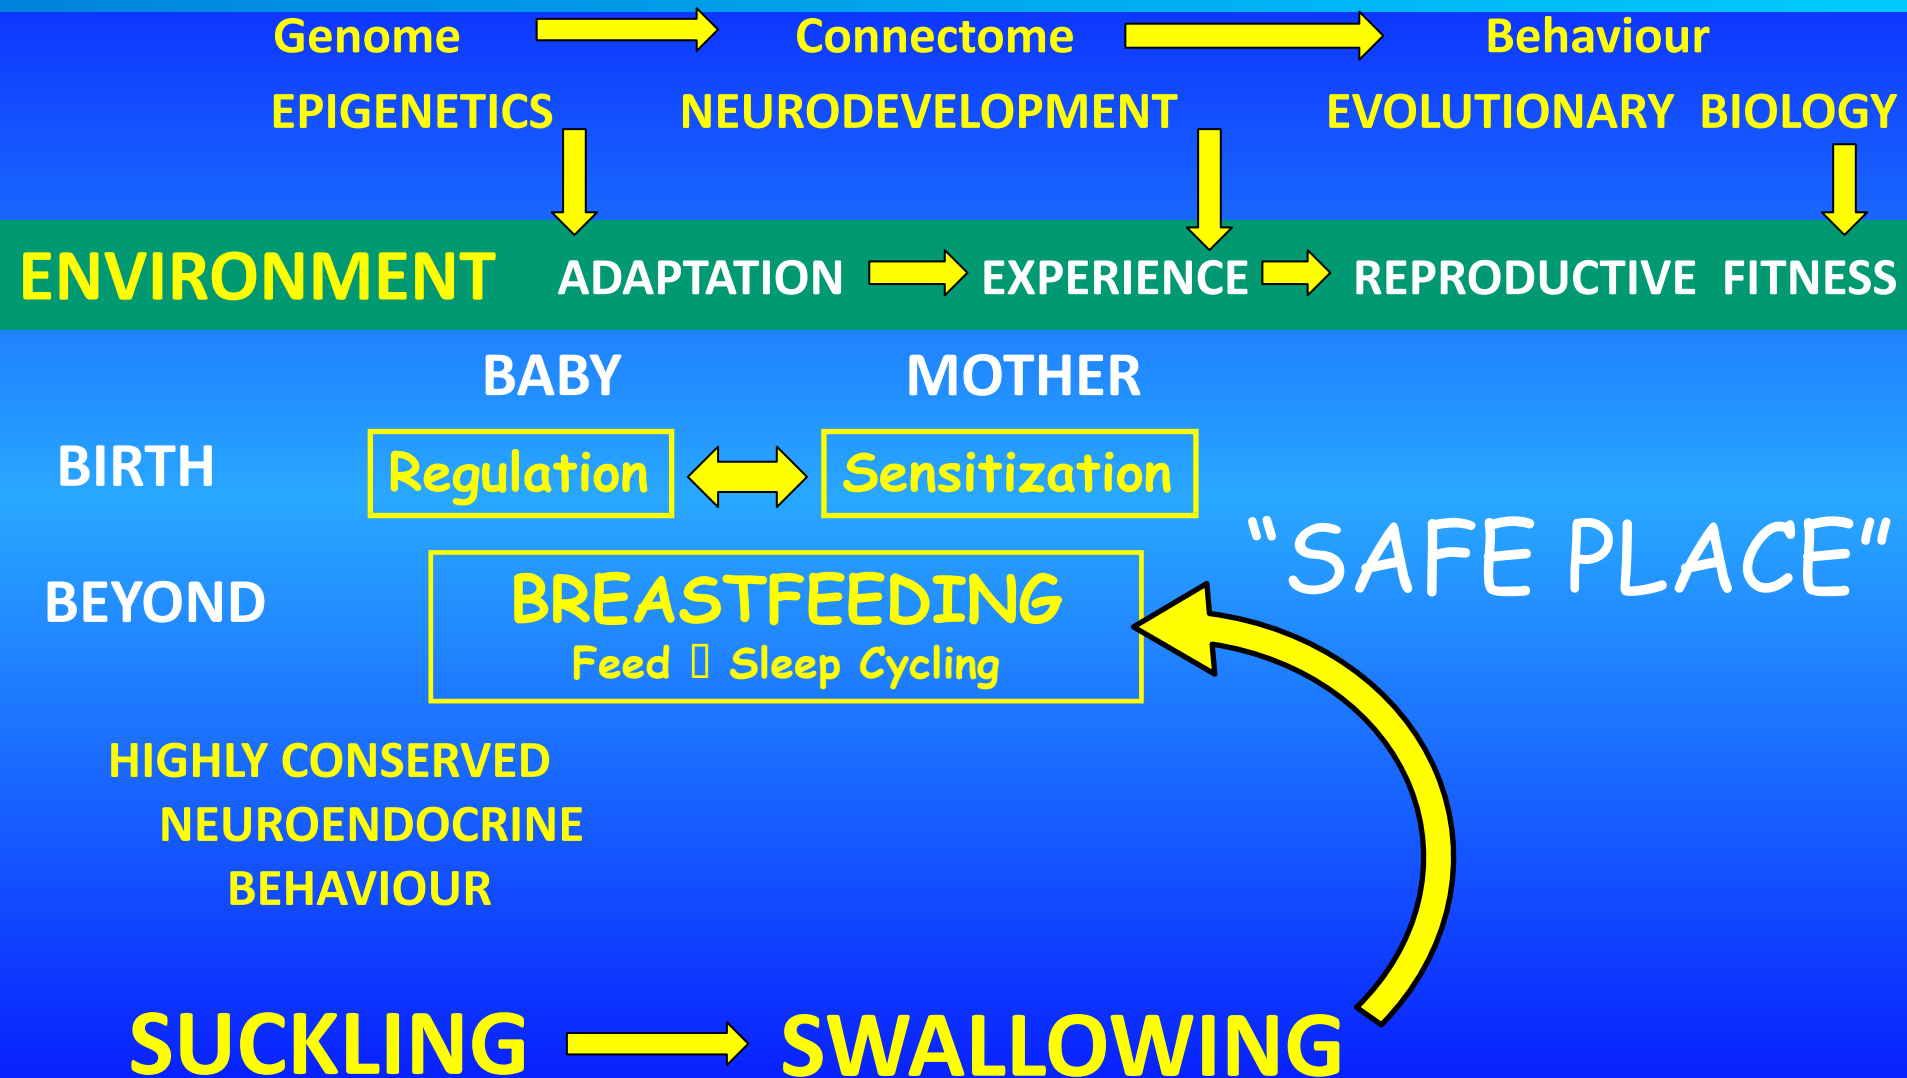 Genome Connectome Behaviour
EPIGENETICS NEURODEVELOPMENT EVOLUTIONARY BIOLOGY
ENVIRONMENT ADAPTATION EXPERIENCE REPRODUCTIVE FITNESS
BABY MOTHER
BIRTH Regulation Sensitization
"SAFE PLACE"
BEYOND BREASTFEEDING
Feed  Sleep Cycling
HIGHLY CONSERVED
NEUROENDOCRINE
BEHAVIOUR
SUCKLING SWALLOWING